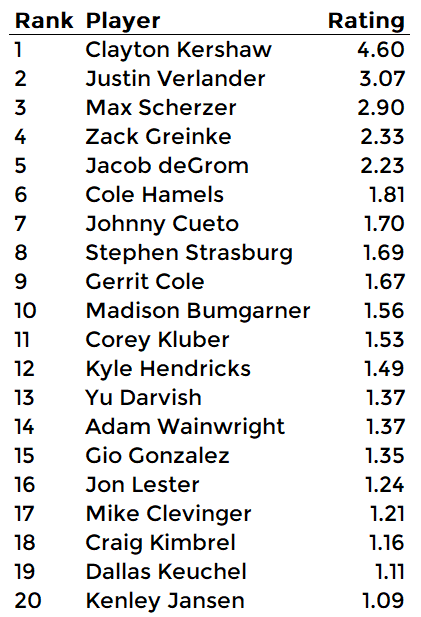 Rank Player Rating
1 Clayton Kershaw 4.60
2 Justin Verlander 3.07
3 Max Scherzer 2.90
4 Zack Greinke 2.33
5 Jacob deGrom 2.23
6 Cole Hamels 1.81
7 Johnny Cueto 1.70
8 Stephen Strasburg 1.69
9 Gerrit Cole 1.67
10 Madison Bumgarner 1.56
11 Corey Kluber 1.53
12 Kyle Hendricks 1.49
13 Yu Darvish 1.37
14 Adam Wainwright 1.37
15 Gio Gonzalez 1.35
16 Jon Lester 1.24
17 Mike Clevinger 1.21
18 Craig Kimbrel 1.16
19 Dallas Keuchel 1.11
20 Kenley Jansen 1.09